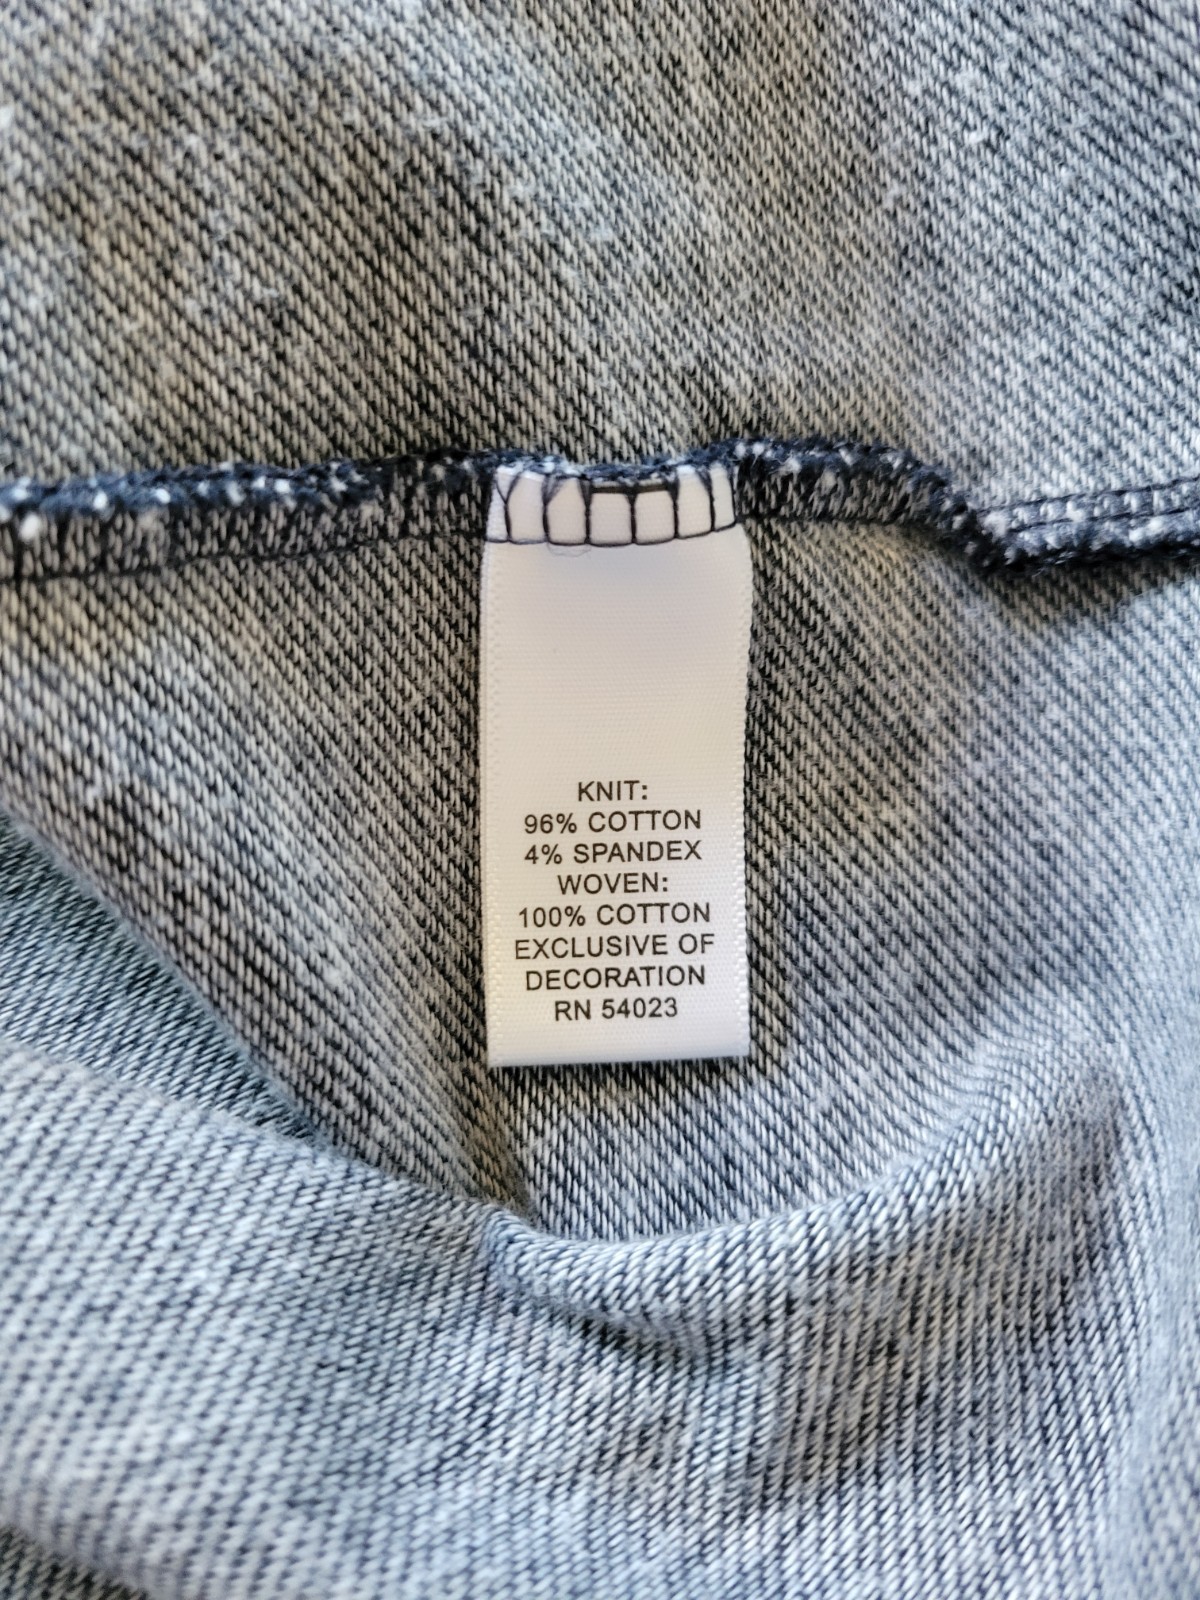 KNIT:
96% COTTON
4% SPANDEX
WOVEN:
100% COTTON
EXCLUSIVE OF
DECORATION
RN 54023